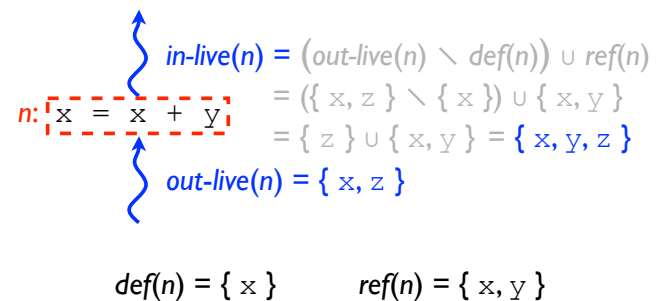 in-live(n) = (out-live(n) ∖ def(n)) ∪ ref(n)
n: x = x + y
= ({ x, z } ∖ { x }) ∪ { x, y }
= { z } ∪ { x, y } = { x, y, z }
out-live(n) = { x, z }
def(n) = { x } ref(n) = { x, y }